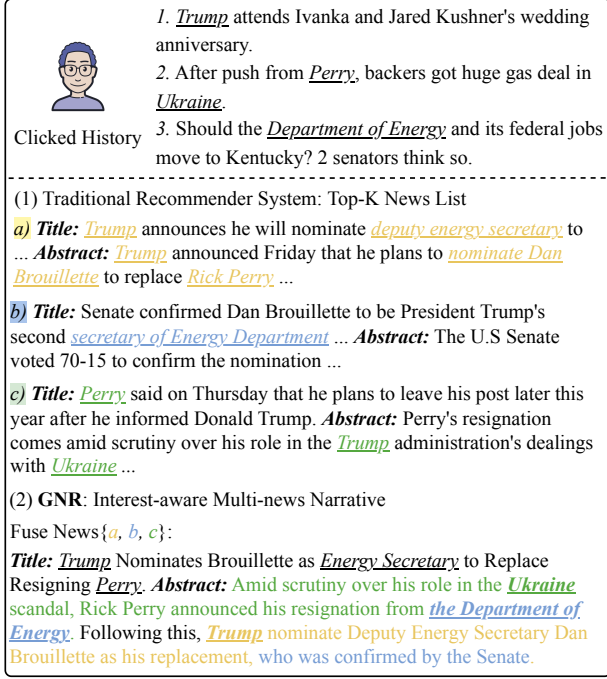 1. Trump attends Ivanka and Jared Kushner's wedding
anniversary.
2. After push from Perry, backers got huge gas deal in
Ukraine.
Clicked History
3. Should the Department of Energy and its federal jobs
move to Kentucky? 2 senators think so.
(1) Traditional Recommender System: Top-K News List
a) Title: Trump announces he will nominate deputy energy secretary to
... Abstract: Trump announced Friday that he plans to nominate Dan
Brouillette to replace Rick Perry ...
b) Title: Senate confirmed Dan Brouillette to be President Trump's
second secretary of Energy Department ... Abstract: The U.S Senate
voted 70-15 to confirm the nomination ...
c) Title: Perry said on Thursday that he plans to leave his post later this
year after he informed Donald Trump. Abstract: Perry's resignation
comes amid scrutiny over his role in the Trump administration's dealings
with Ukraine ...
(2) GNR: Interest-aware Multi-news Narrative
Fuse News{a, b, c}:
Title: Trump Nominates Brouillette as Energy Secretary to Replace
Resigning Perry. Abstract: Amid scrutiny over his role in the Ukraine
scandal, Rick Perry announced his resignation from the Department of
Energy. Following this, Trump nominate Deputy Energy Secretary Dan
Brouillette as his replacement, who was confirmed by the Senate.